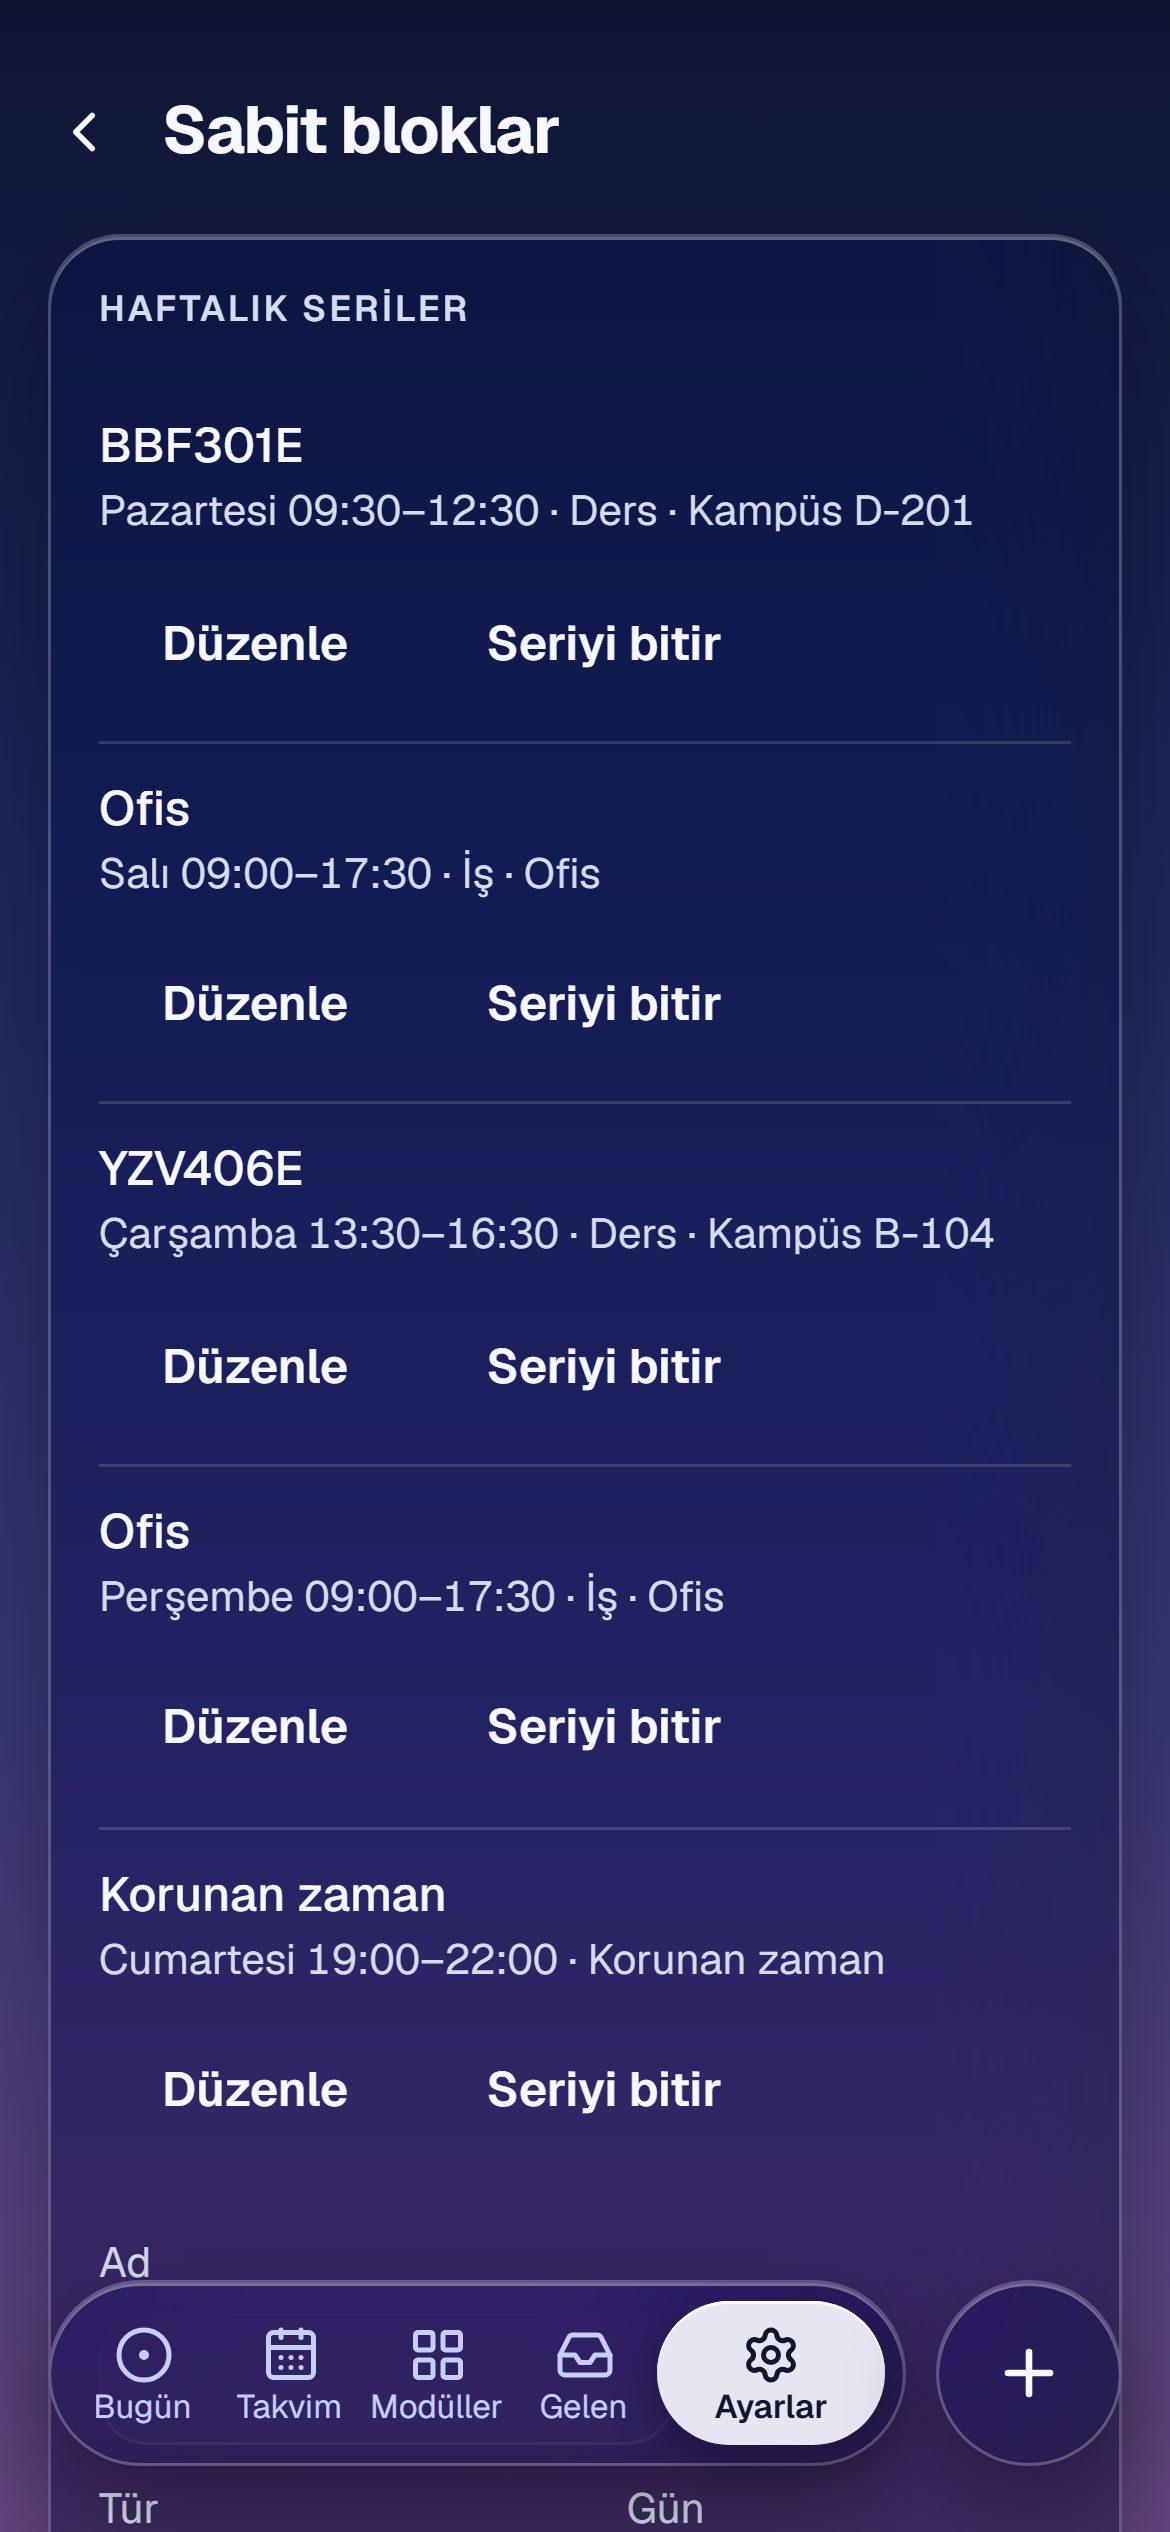 Sabit bloklar
HAFTALIK SERİLER
BBF301E
Pazartesi 09:30–12:30 · Ders · Kampüs D-201
Düzenle Seriyi bitir
Ofis
Salı 09:00–17:30 · İş · Ofis
Düzenle Seriyi bitir
YZV406E
Çarşamba 13:30–16:30 · Ders · Kampüs B-104
Düzenle Seriyi bitir
Ofis
Perşembe 09:00–17:30 · İş · Ofis
Düzenle Seriyi bitir
Korunan zaman
Cumartesi 19:00–22:00 · Korunan zaman
Düzenle Seriyi bitir
Ad
Bugün Takvim Modüller Gelen Ayarlar
Tür Gün